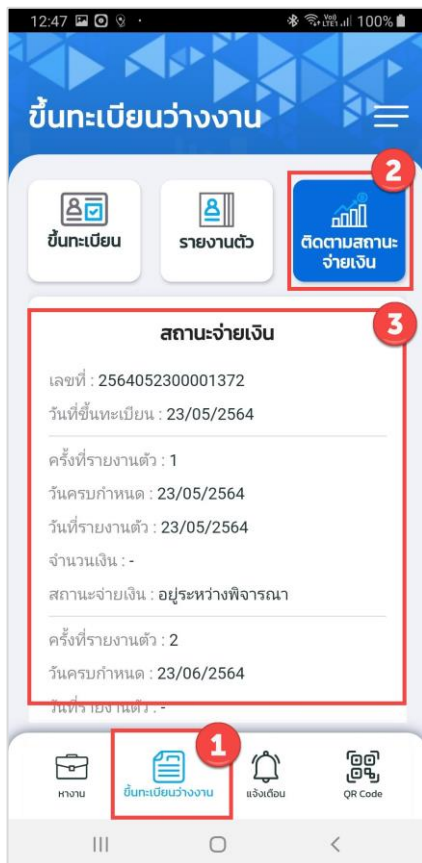 12:47
100%
ขึ้นทะเบียนว่างงาน
2
ขึ้นทะเบียน
รายงานตัว
ติดตามสถานะ
จ่ายเงิน
3
สถานะจ่ายเงิน
เลขที่ : 2564052300001372
วันที่ขึ้นทะเบียน : 23/05/2564
ครั้งที่รายงานตัว : 1
วันครบกำหนด : 23/05/2564
วันที่รายงานตัว : 23/05/2564
จำนวนเงิน : -
สถานะจ่ายเงิน : อยู่ระหว่างพิจารณา
ครั้งที่รายงานตัว : 2
วันครบกำหนด : 23/06/2564
วันที่รายงานตัว : -
1
หางาน
ขึ้นทะเบียนว่างงาน
แจ้งเตือน
QR Code